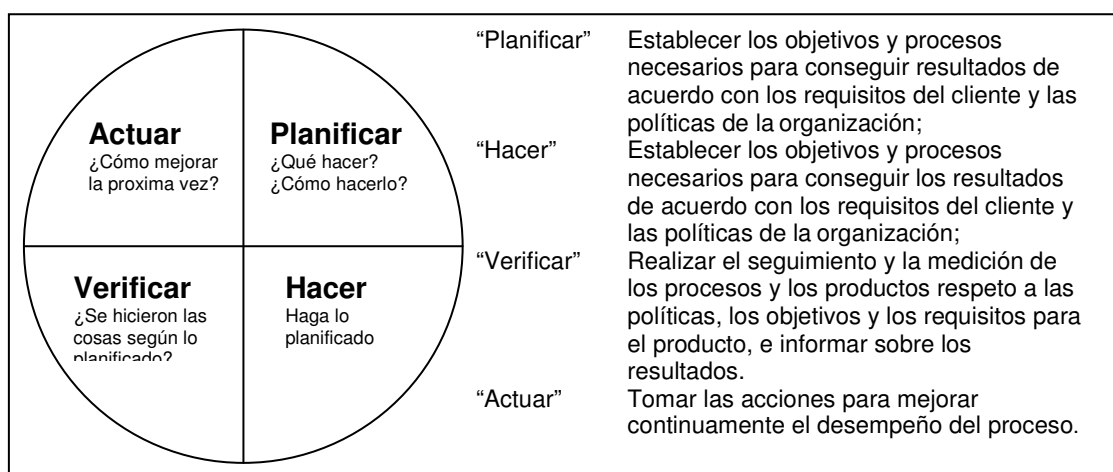 Actuar
¿Cómo mejorar
la proxima vez?
Planificar
¿Qué hacer?
¿Cómo hacerlo?
Verificar
¿Se hicieron las
cosas según lo
planificado?
Hacer
Haga lo
planificado
“Planificar” Establecer los objetivos y procesos
necesarios para conseguir resultados de
acuerdo con los requisitos del cliente y las
políticas de la organización;
“Hacer” Establecer los objetivos y procesos
necesarios para conseguir los resultados
de acuerdo con los requisitos del cliente y
las políticas de la organización;
“Verificar” Realizar el seguimiento y la medición de
los procesos y los productos respeto a las
políticas, los objetivos y los requisitos para
el producto, e informar sobre los
resultados.
“Actuar” Tomar las acciones para mejorar
continuamente el desempeño del proceso.